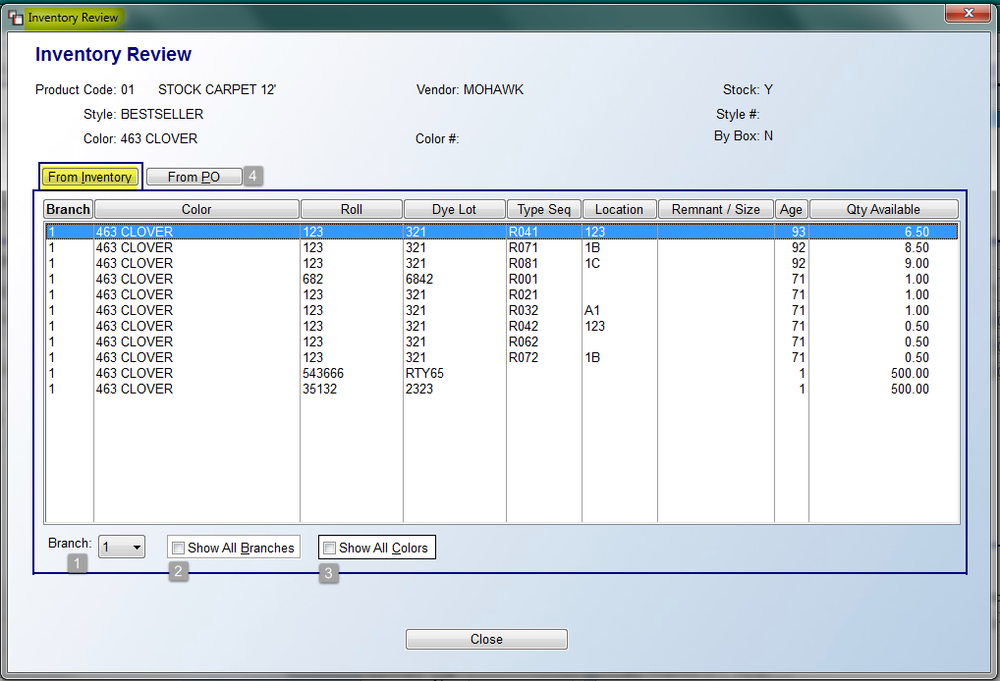 Inventory Review
Inventory Review
Product Code: 01 STOCK CARPET 12' Vendor: MOHAWK Stock: Y
Style: BESTSELLER Style #:
Color: 463 CLOVER Color #: By Box: N
From Inventory From PO 4
Branch Color Roll Dye Lot Type Seq Location Remnant / Size Age Qty Available
1 463 CLOVER 123 321 R041 123 93 6.50
1 463 CLOVER 123 321 R071 1B 92 8.50
1 463 CLOVER 123 321 R081 1C 92 9.00
1 463 CLOVER 682 6842 R001 71 1.00
1 463 CLOVER 123 321 R021 71 1.00
1 463 CLOVER 123 321 R032 A1 71 1.00
1 463 CLOVER 123 321 R042 123 71 0.50
1 463 CLOVER 123 321 R062 71 0.50
1 463 CLOVER 123 321 R072 1B 71 0.50
1 463 CLOVER 543666 RTY65 1 500.00
1 463 CLOVER 35132 2323 1 500.00
Branch: 1 Show All Branches Show All Colors
1 2 3
Close